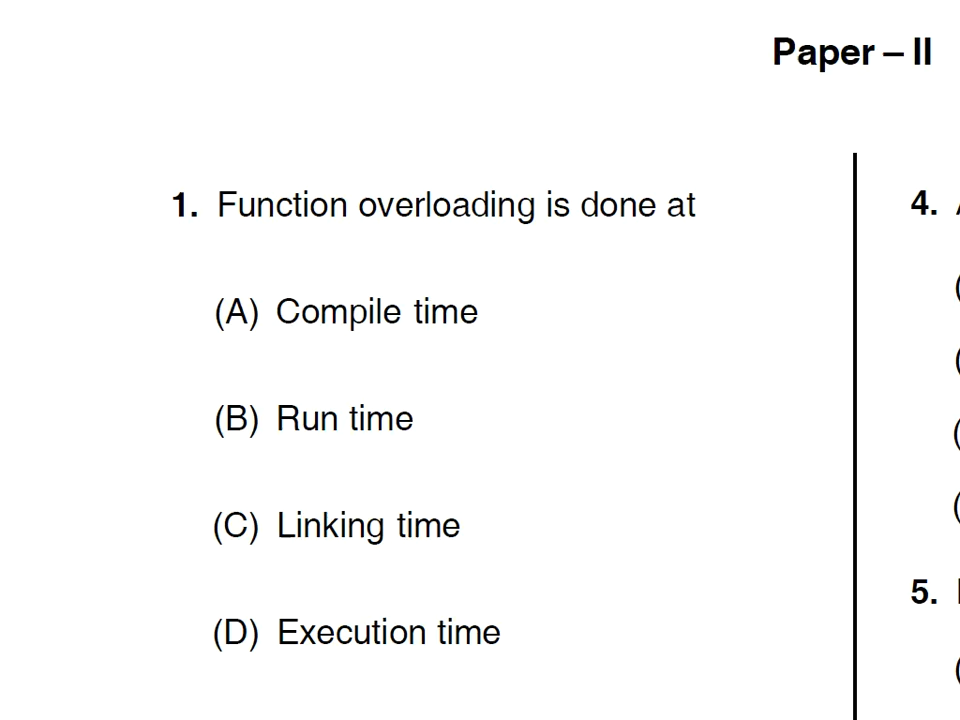 Paper – II
1. Function overloading is done at
(A) Compile time
(B) Run time
(C) Linking time
(D) Execution time
4.
5.